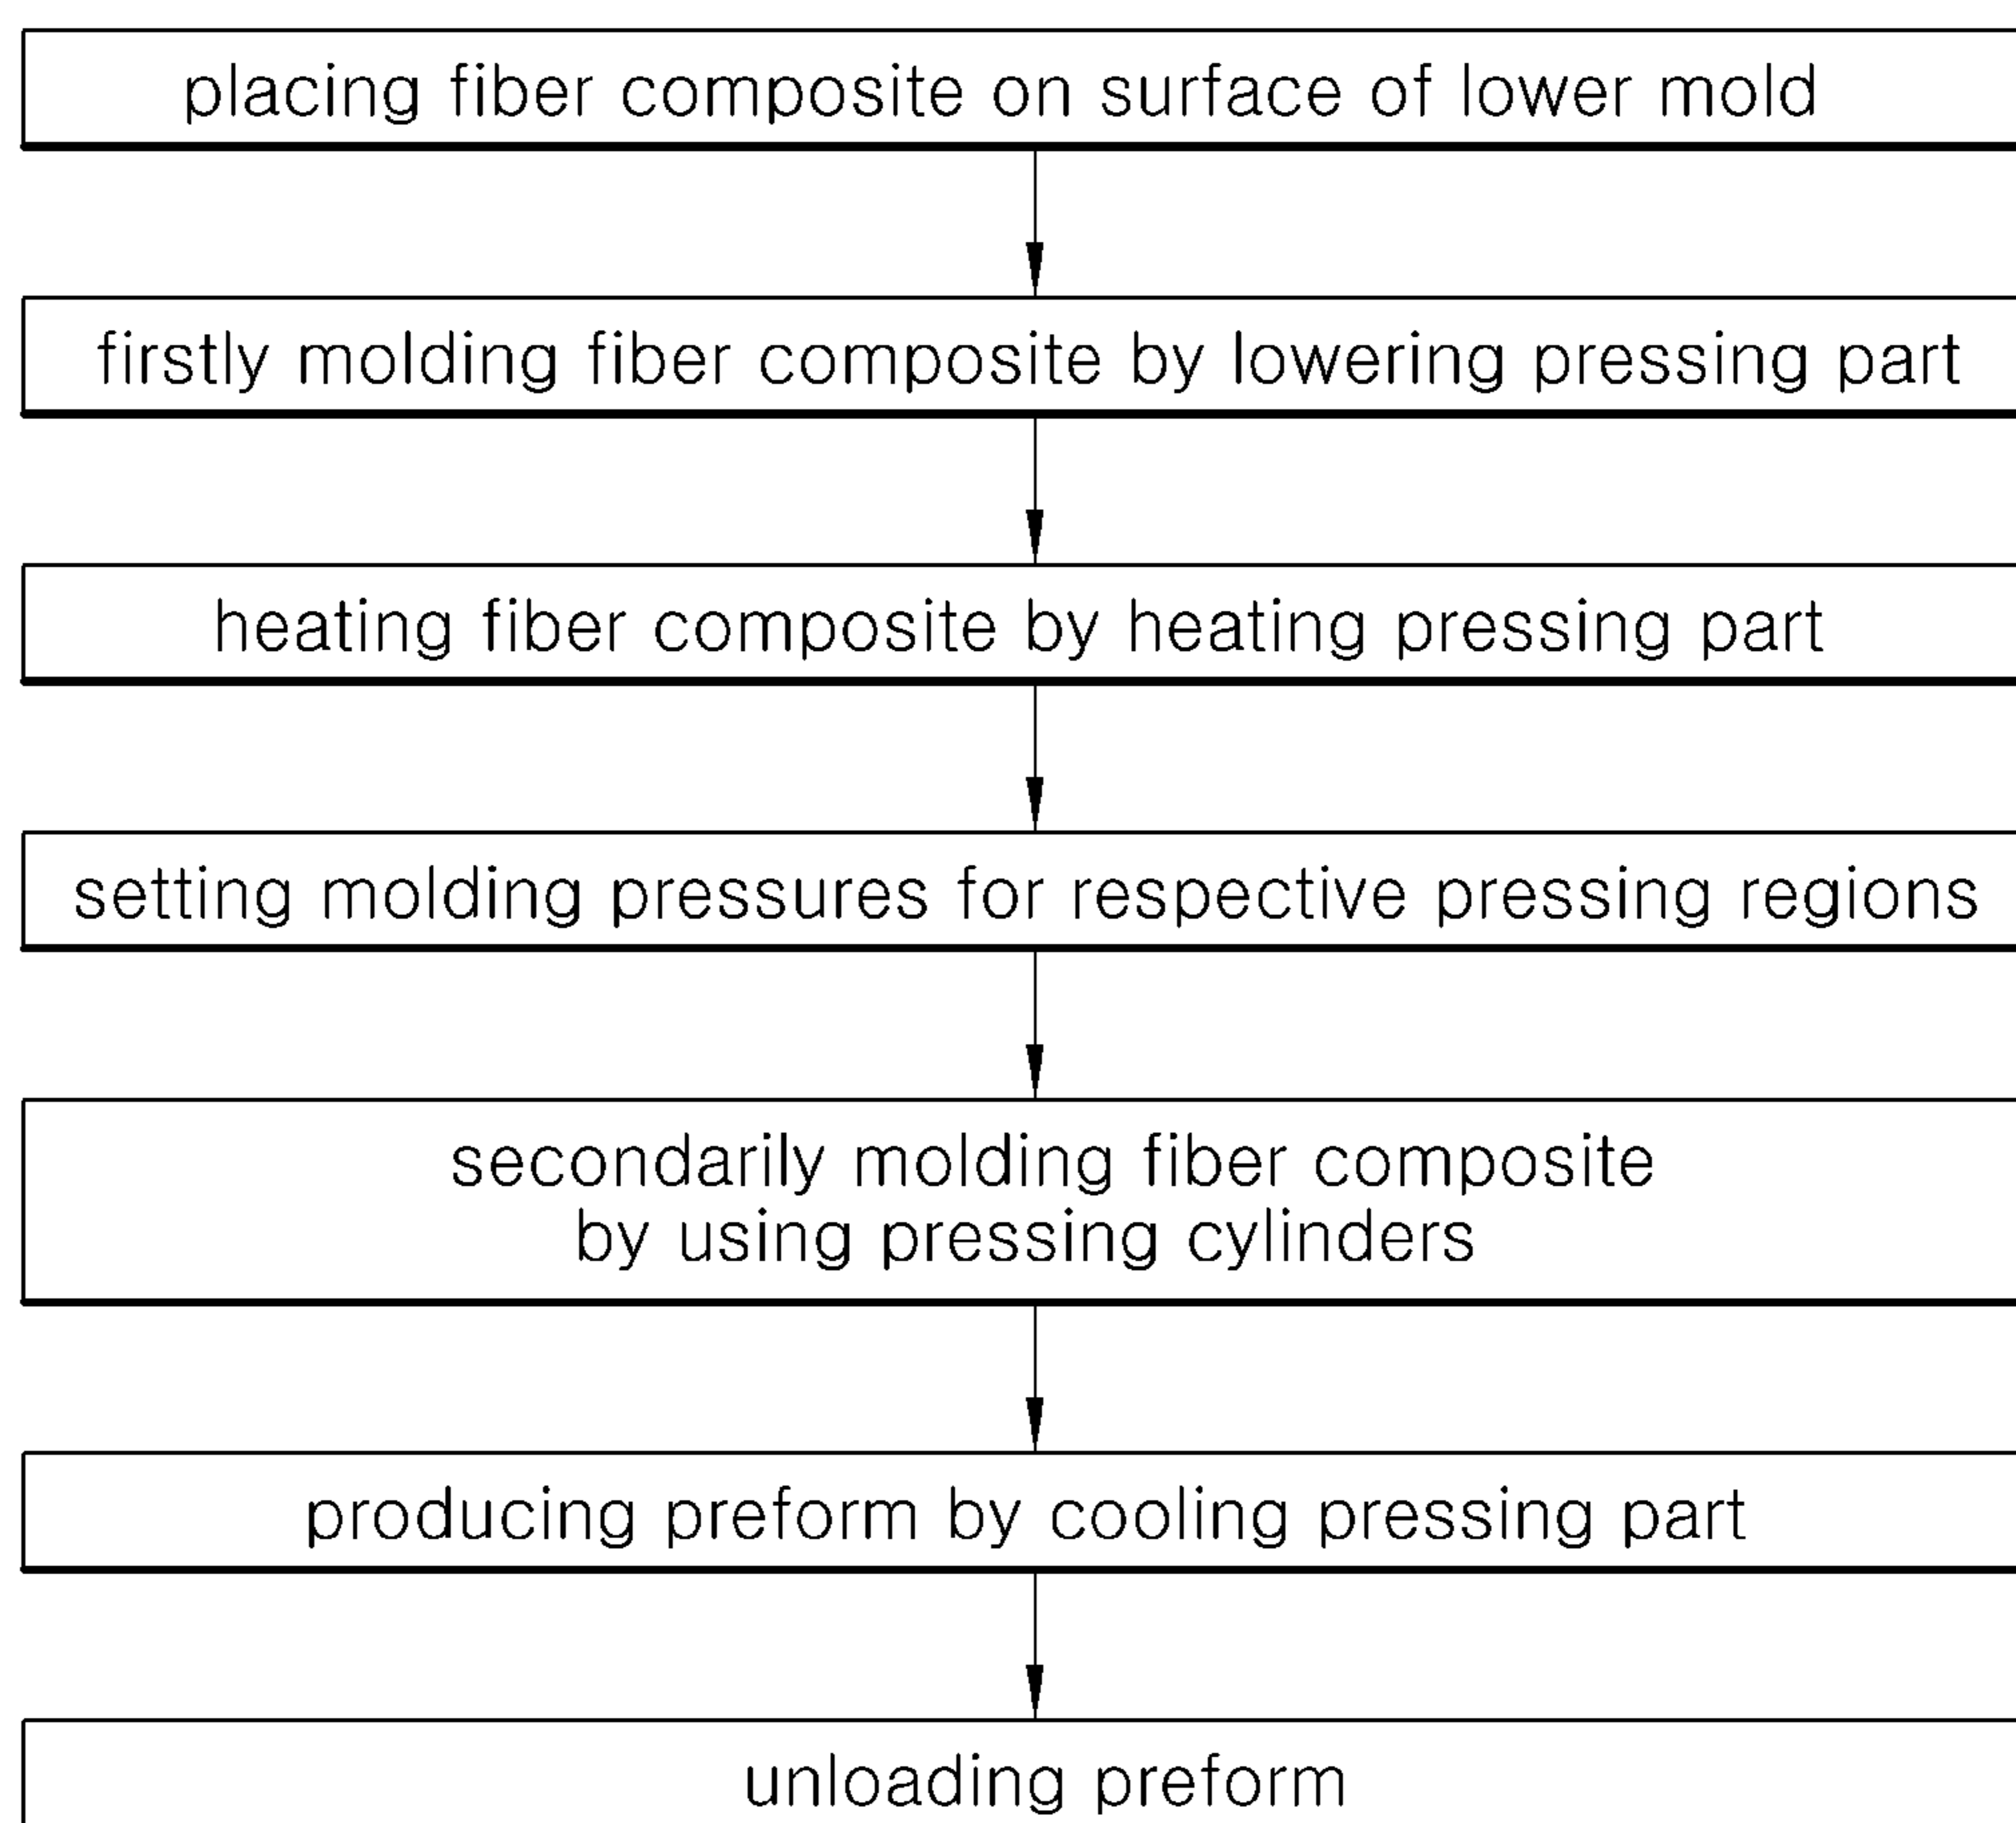 placing fiber composite on surface of lower mold
firstly molding fiber composite by lowering pressing part
heating fiber composite by heating pressing part
setting molding pressures for respective pressing regions
secondarily molding fiber composite
by using pressing cylinders
producing preform by cooling pressing part
unloading preform